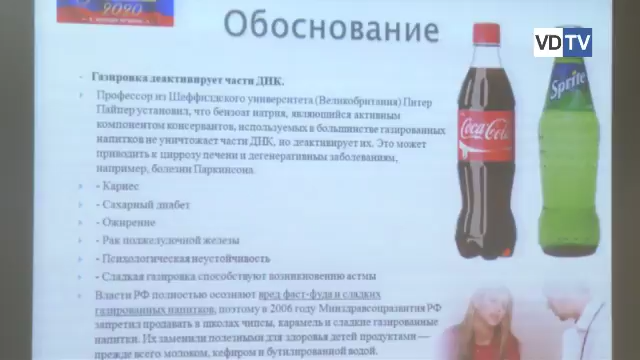 2020
Обоснование
VDTV
Газировка деактивирует части ДНК.
Профессор из Шеффилдского университета (Великобритания) Питер
Пайпер установил, что бензоат натрия, являющийся активным
компонентом консервантов, используемых в большинстве газированных
напитков не уничтожает части ДНК, но деактивирует их. Это может
приводить к циррозу печени и дегенеративным заболеваниям,
например, болезни Паркинсона.
- Кариес
- Сахарный диабет
- Ожирение
- Рак поджелудочной железы
- Психологическая неустойчивость
- Сладкая газировка способствуют возникновению астмы
Власти РФ полностью осознают вред фаст-фуда и сладких
газированных напитков, поэтому в 2006 году Минздравсоцразвития РФ
запретил продавать в школах чипсы, карамель и сладкие газированные
напитки. Их заменили полезными для здоровья детей продуктами —
прежде всего молоком, кефиром и бутилированной водой.
Coca-Cola
Sprite